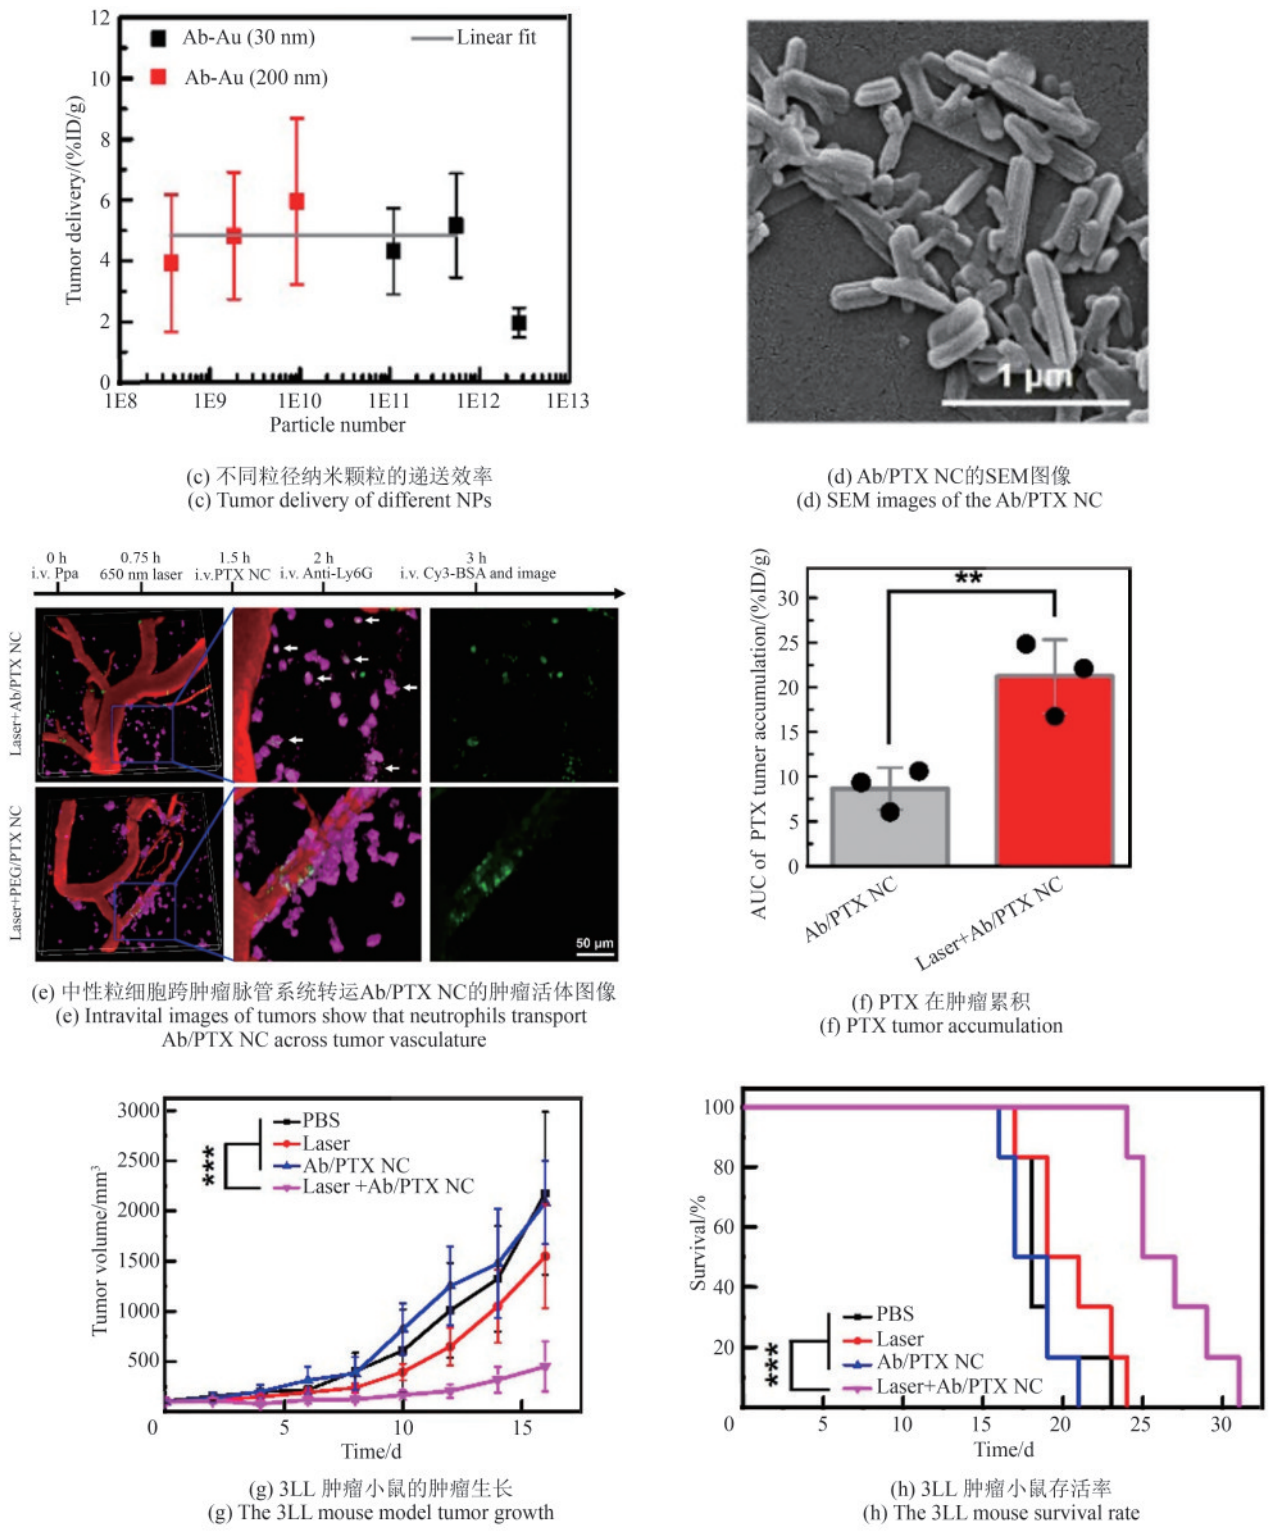 12
10
8
6
4
2
0
Tumor delivery/(%ID/g)
Ab-Au (30 nm)
Linear fit
Ab-Au (200 nm)
1E8 1E9 1E10 1E11 1E12 1E13
Particle number
(c) 不同粒径纳米颗粒的递送效率
(c) Tumor delivery of different NPs
1 μm
(d) Ab/PTX NC的SEM图像
(d) SEM images of the Ab/PTX NC
0 h 0.75 h 1.5 h 2 h 3 h
i.v. Ppa 650 nm laser i.v.PTX NC i.v. Anti-Ly6G i.v. Cy3-BSA and image
Laser+Ab/PTX NC
Laser+PEG/PTX NC
50 μm
(e) 中性粒细胞跨肿瘤脉管系统转运Ab/PTX NC的肿瘤活体图像
(e) Intravital images of tumors show that neutrophils transport
Ab/PTX NC across tumor vasculature
AUC of PTX tumer accumulation/(%ID/g)
30
25
20
15
10
5
0
**
Ab/PTX NC
Laser+Ab/PTX NC
(f) PTX 在肿瘤累积
(f) PTX tumor accumulation
Tumor volume/mm³
3000
2500
2000
1500
1000
500
***
PBS
Laser
Ab/PTX NC
Laser +Ab/PTX NC
0 5 10 15
Time/d
(g) 3LL 肿瘤小鼠的肿瘤生长
(g) The 3LL mouse model tumor growth
Survival/%
100
80
60
40
20
***
PBS
Laser
Ab/PTX NC
Laser+Ab/PTX NC
0 5 10 15 20 25 30
Time/d
(h) 3LL 肿瘤小鼠存活率
(h) The 3LL mouse survival rate